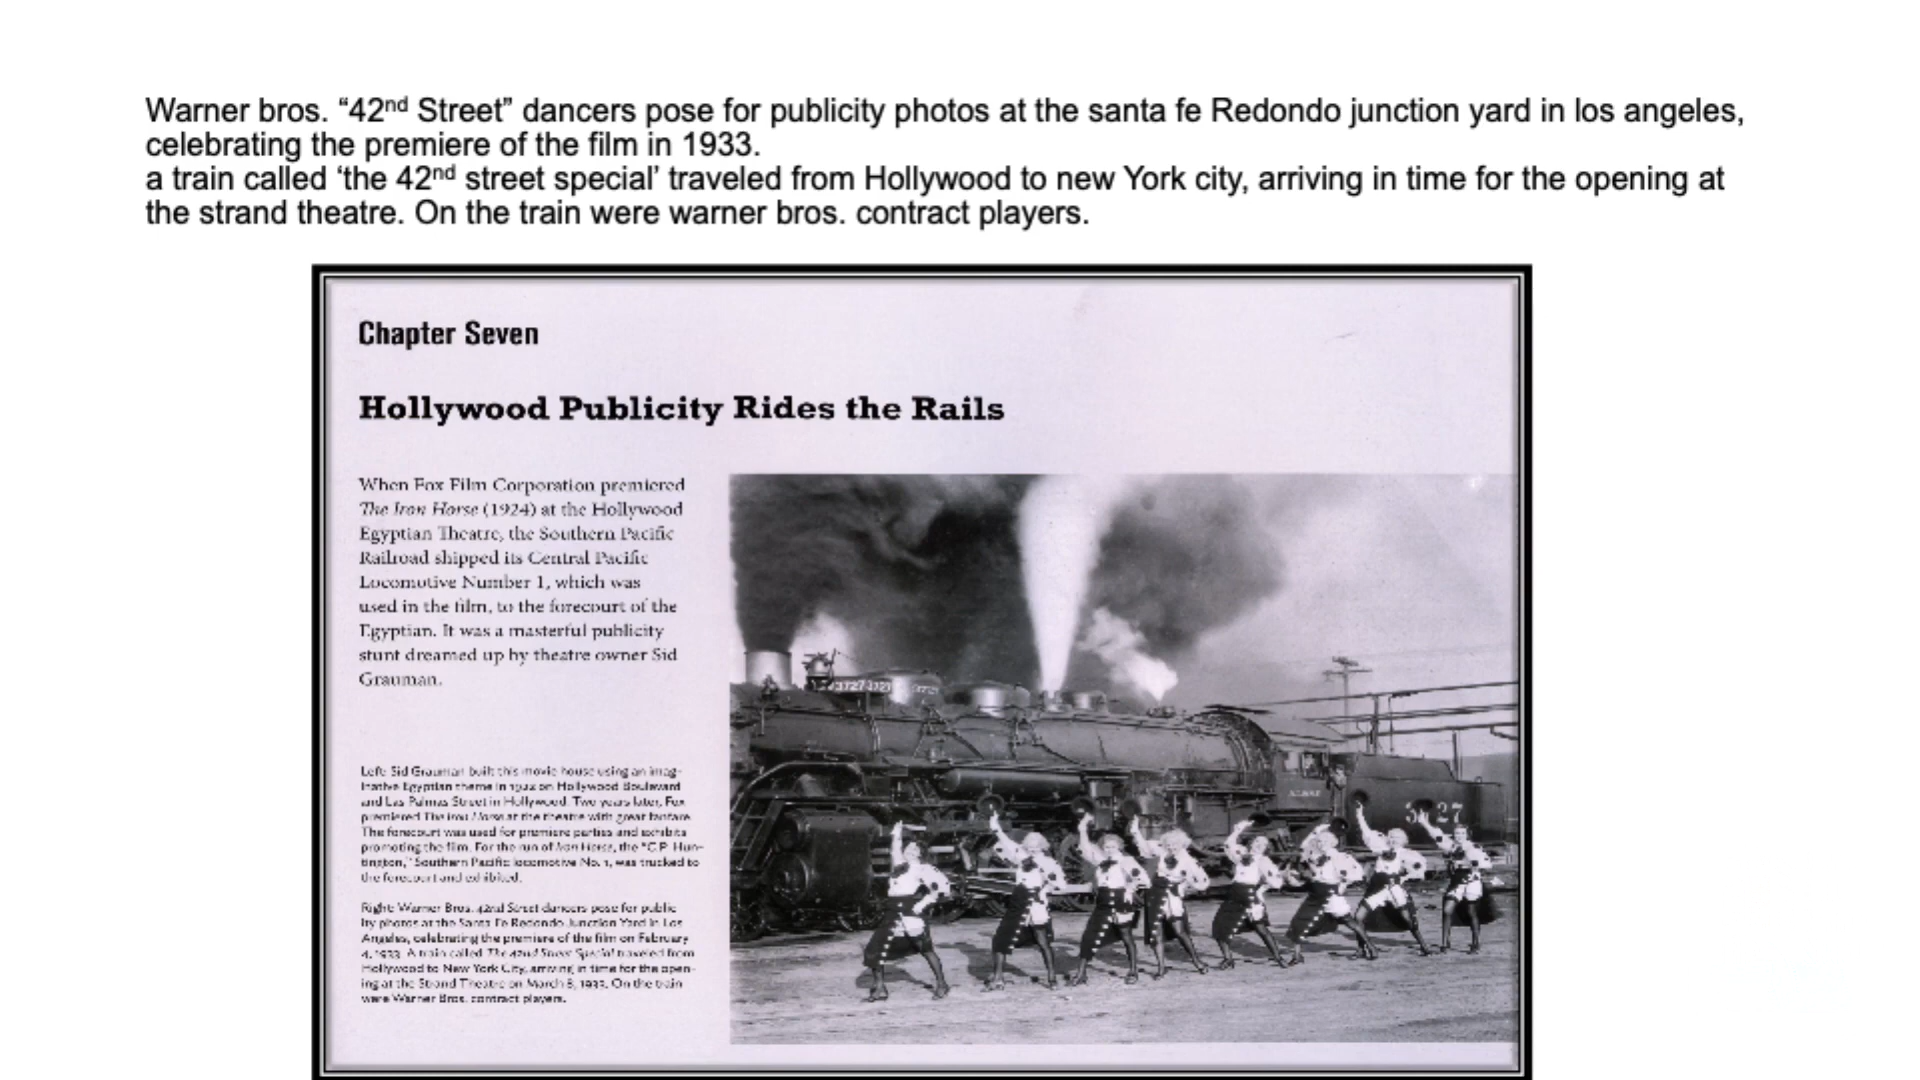 Warner bros. “42nd Street” dancers pose for publicity photos at the santa fe Redondo junction yard in los angeles,
celebrating the premiere of the film in 1933.
a train called ‘the 42nd street special’ traveled from Hollywood to new York city, arriving in time for the opening at
the strand theatre. On the train were warner bros. contract players.
Chapter Seven
Hollywood Publicity Rides the Rails
When Fox Film Corporation premiered
The Iron Horse (1924) at the Hollywood
Egyptian Theatre, the Southern Pacific
Railroad shipped its Central Pacific
Locomotive Number 1, which was
used in the film, to the forecourt of the
Egyptian. It was a masterful publicity
stunt dreamed up by theatre owner Sid
Grauman.
Left: Sid Grauman built this movie house using an imag-
inative Egyptian theme in 1922 on Hollywood Boulevard
and Las Palmas Street in Hollywood. Two years later, Fox
premiered The Iron Horse at the theatre with great fanfare.
The forecourt was used for premiere parties and exhibits
promoting the film. For the run of Iron Horse, the "C.P. Hun-
tington," Southern Pacific locomotive No. 1, was trucked to
the forecourt and exhibited.
Right: Warner Bros. 42nd Street dancers pose for public-
ity photos at the Santa Fe Redondo Junction Yard in Los
Angeles, celebrating the premiere of the film on February
4, 1933. A train called The 42nd Street Special traveled from
Hollywood to New York City, arriving in time for the open-
ing at the Strand Theatre on March 8, 1933. On the train
were Warner Bros. contract players.
3727 3727
3727